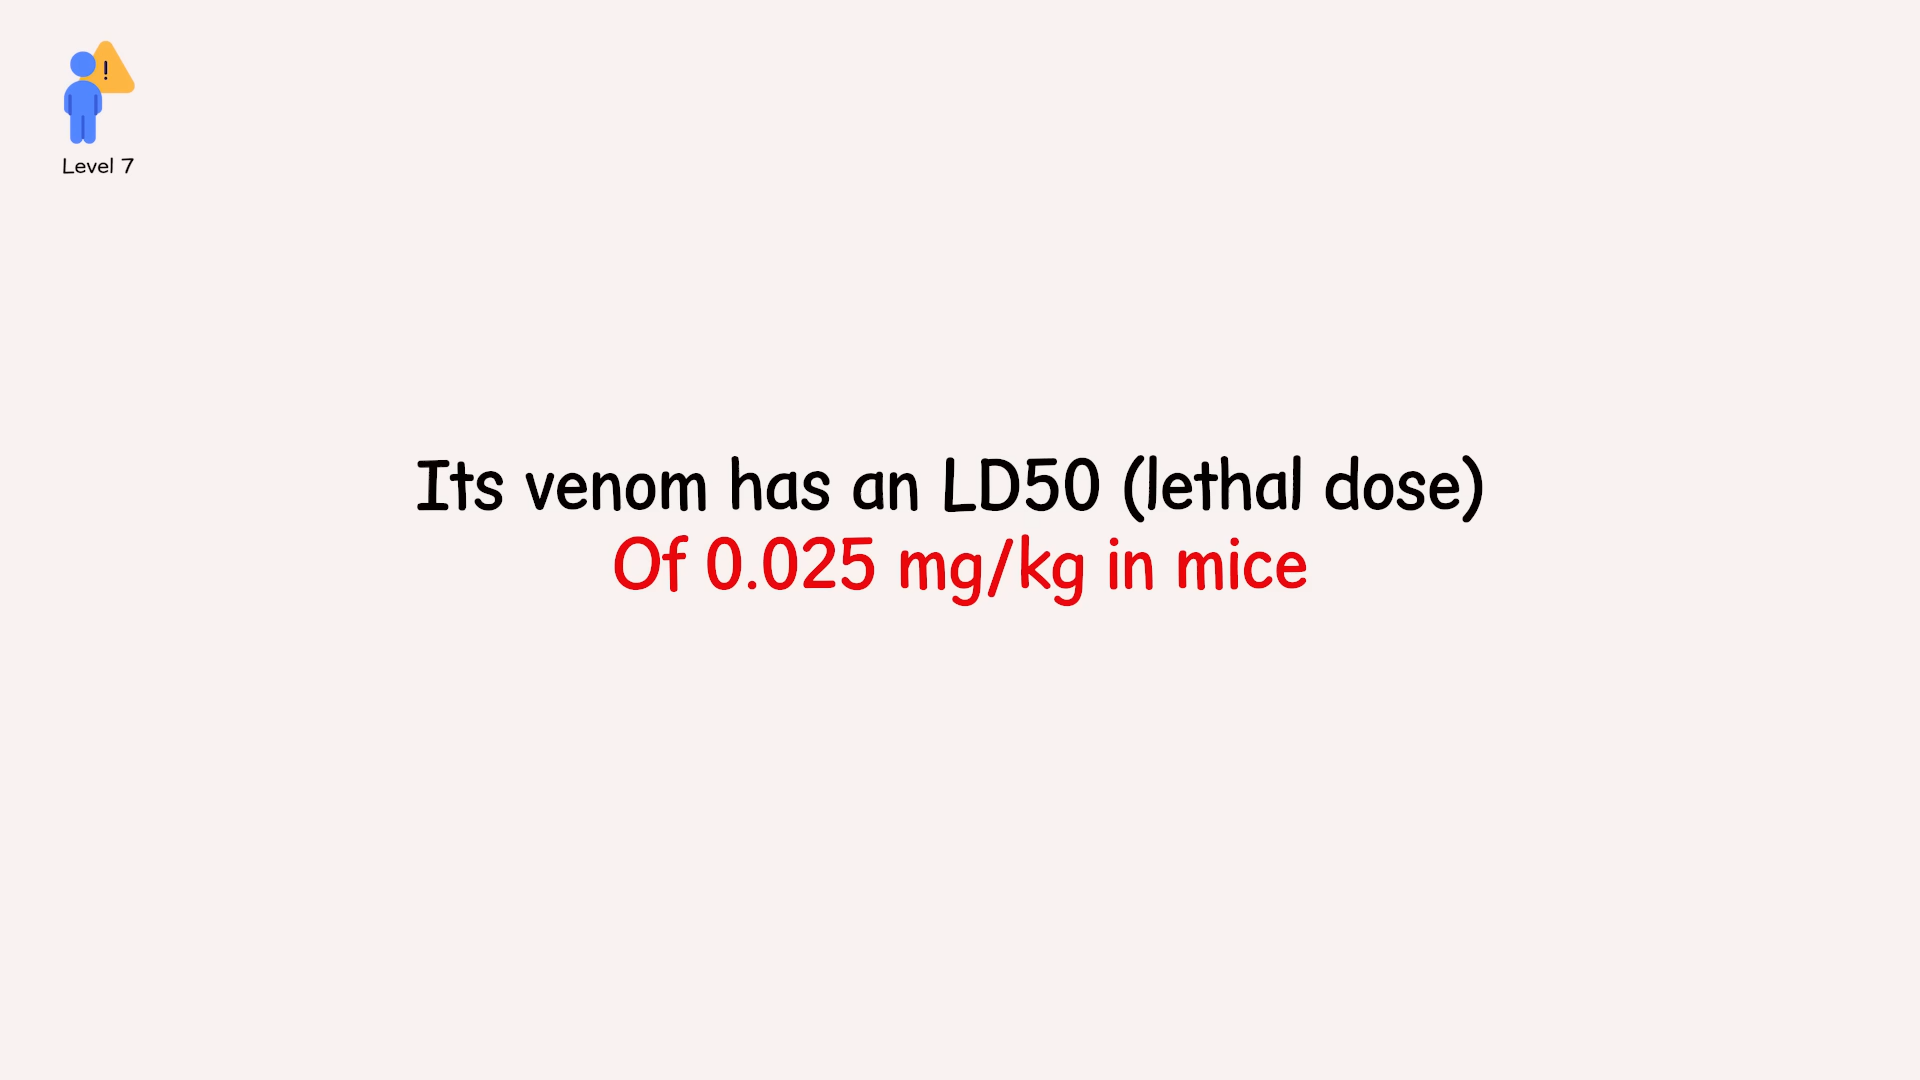 !
Level 7
Its venom has an LD50 (lethal dose)
Of 0.025 mg/kg in mice